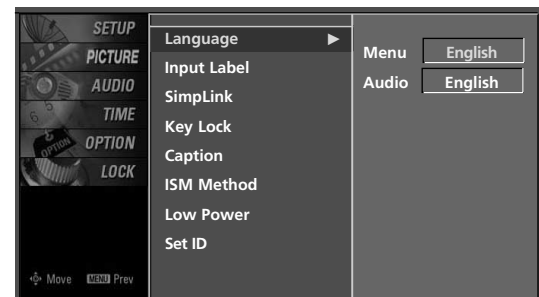 SETUP
PICTURE
AUDIO
TIME
OPTION
LOCK
Move MENU Prev
Language ►
Input Label
SimpLink
Key Lock
Caption
ISM Method
Low Power
Set ID
Menu English
Audio English